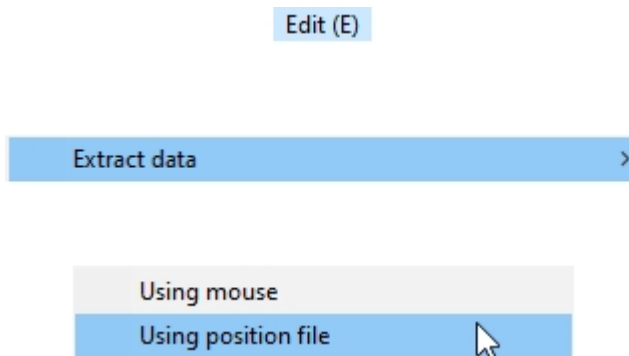 Edit (E)
Extract data
Using mouse
Using position file